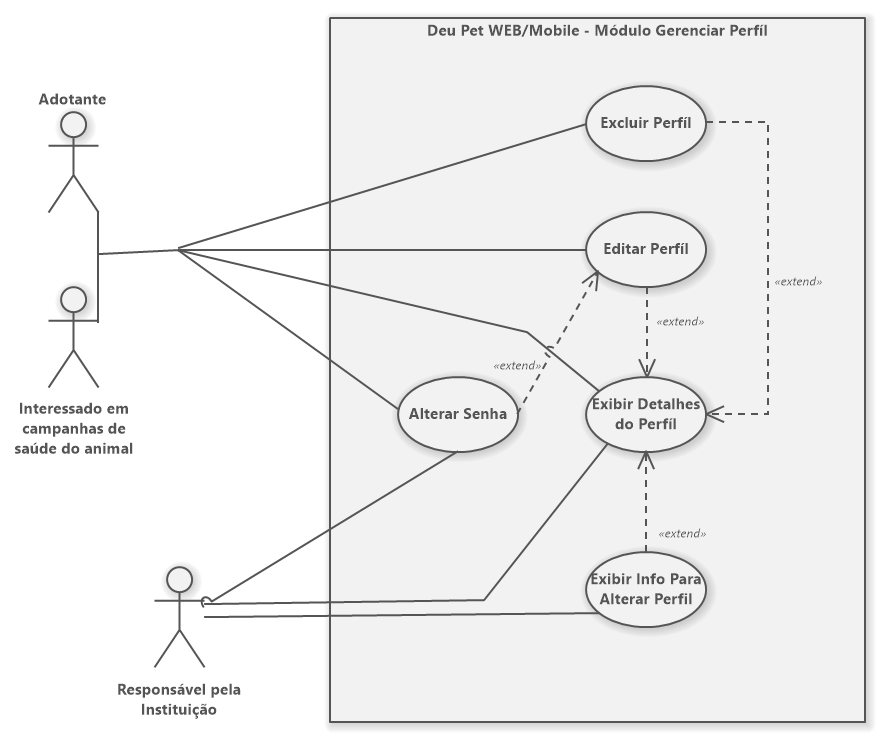 Deu Pet WEB/Mobile - Módulo Gerenciar Perfíl
Adotante
Excluir Perfíl
Editar Perfíl
«extend»
«extend»
«extend»
Alterar Senha
Exibir Detalhes
do Perfíl
Interessado em
campanhas de
saúde do animal
«extend»
Exibir Info Para
Alterar Perfil
Responsável pela
Instituição